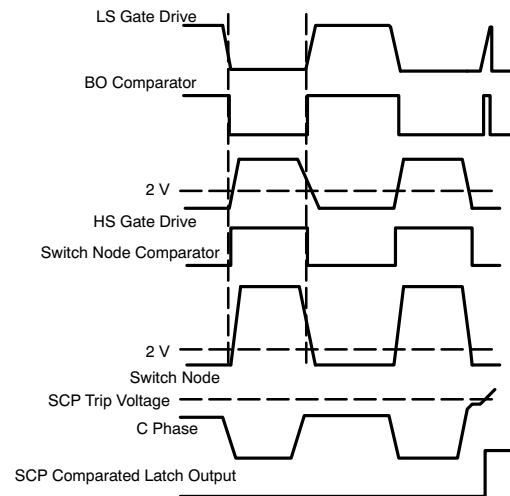 LS Gate Drive
BO Comparator
2 V
HS Gate Drive
Switch Node Comparator
2 V
Switch Node
SCP Trip Voltage
C Phase
SCP Comparated Latch Output